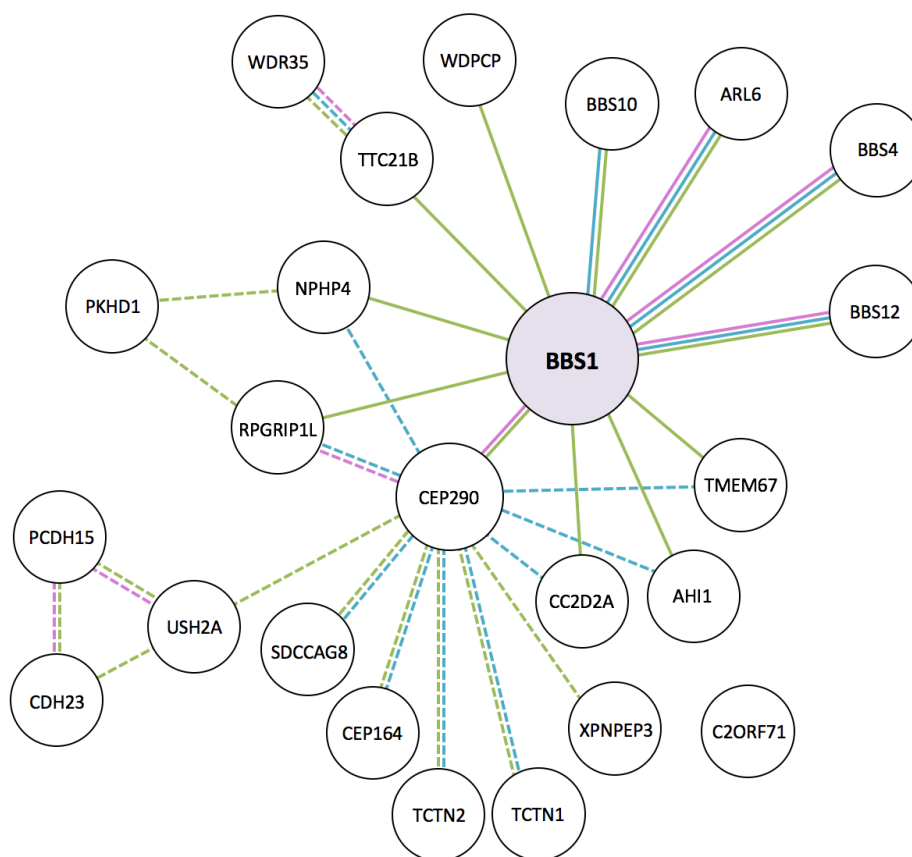 WDR35
WDPCP
BBS10
ARL6
BBS4
TTC21B
PKHD1
NPHP4
BBS12
BBS1
RPGRIP1L
CEP290
TMEM67
PCDH15
USH2A
SDCCAG8
CC2D2A
AHI1
CDH23
CEP164
XPNPEP3
C2ORF71
TCTN2
TCTN1